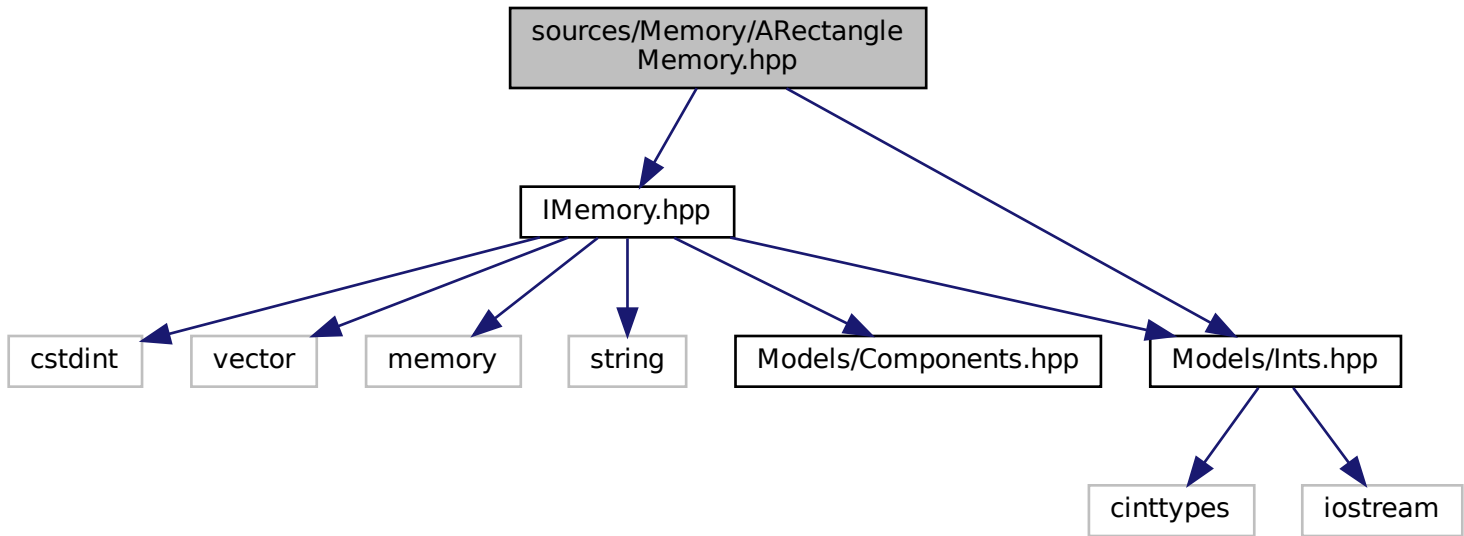 sources/Memory/ARectangle
Memory.hpp
IMemory.hpp
cstdint
vector
memory
string
Models/Components.hpp
Models/Ints.hpp
cinttypes
iostream